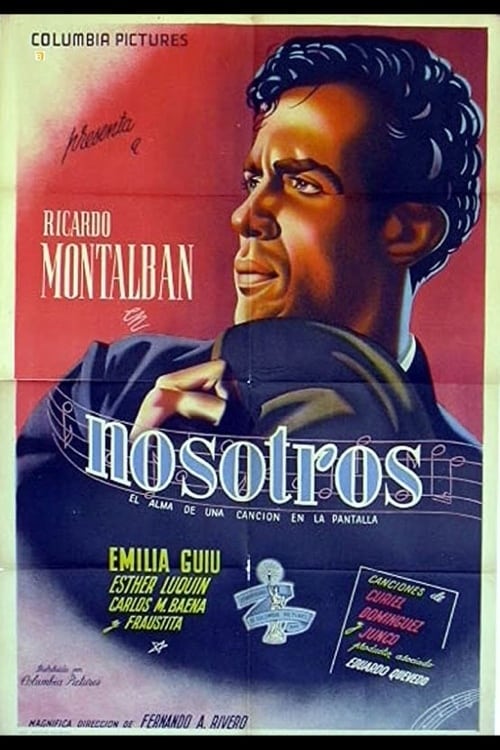 COLUMBIA PICTURES
presenta
a
RICARDO
MONTALBAN
en
nosotros
EL ALMA DE UNA CANCION EN LA PANTALLA
EMILIA GUIU
ESTHER LUQUIN
CARLOS M. BAENA
y FRAUSTITA
CANCIONES de
CURIEL
DOMINGUEZ
y JUNCO
productor asociado
EDUARDO QUEVEDO
Distribuida por
Columbia Pictures
MAGNIFICA DIRECCION DE FERNANDO A. RIVERO